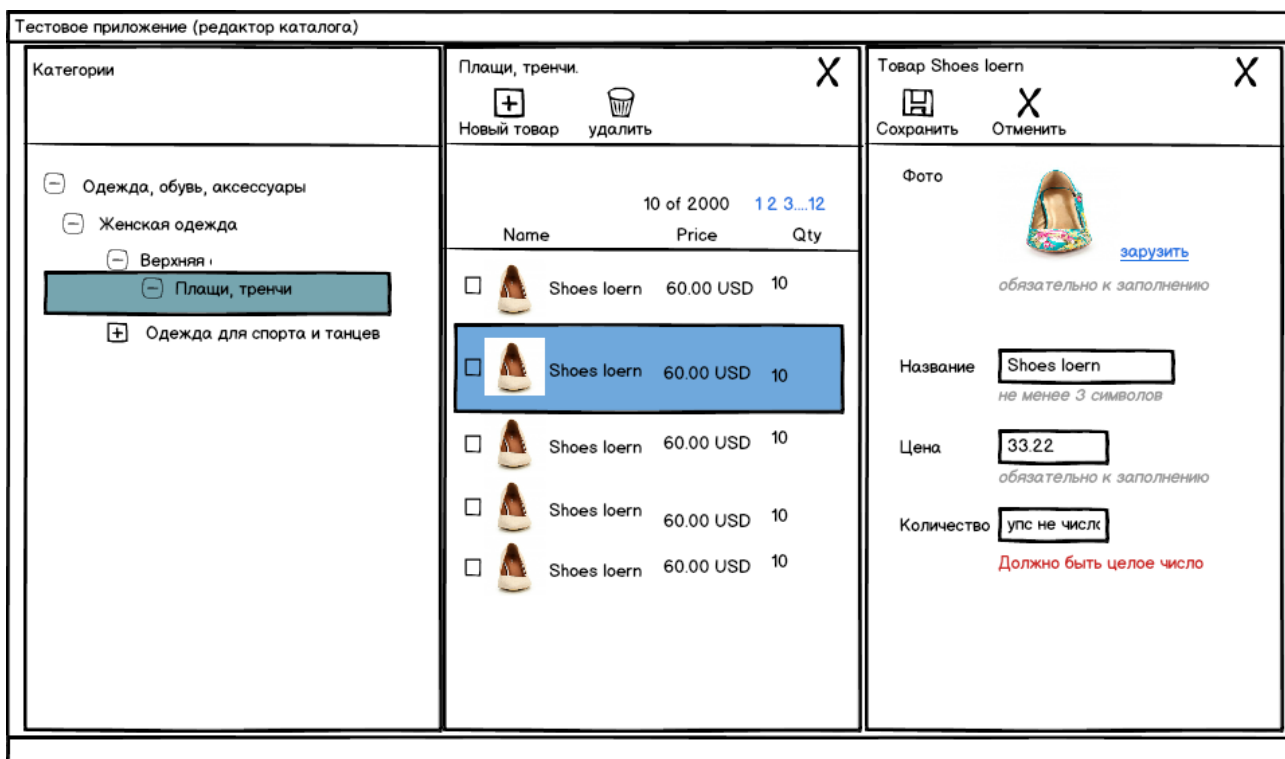 Тестовое приложение (редактор каталога)
Категории
Одежда, обувь, аксессуары
Женская одежда
Верхняя
Плащи, тренчи
Одежда для спорта и танцев
Плащи, тренчи.
Новый товар удалить
10 of 2000 1 2 3....12
Name Price Qty
Shoes loern 60.00 USD 10
Shoes loern 60.00 USD 10
Shoes loern 60.00 USD 10
Shoes loern 60.00 USD 10
Shoes loern 60.00 USD 10
Товар Shoes loern
Сохранить Отменить
Фото
зарузить
обязательно к заполнению
Название Shoes loern
не менее 3 символов
Цена 33.22
обязательно к заполнению
Количество упс не числ
Должно быть целое число